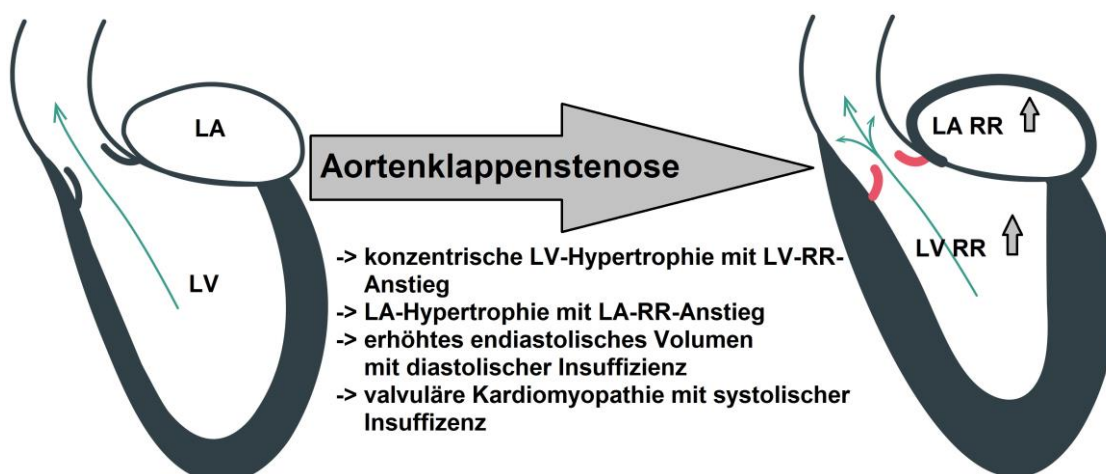 LA
LV
Aortenklappenstenose
-> konzentrische LV-Hypertrophie mit LV-RR-
Anstieg
-> LA-Hypertrophie mit LA-RR-Anstieg
-> erhöhtes endiastolisches Volumen
mit diastolischer Insuffizienz
-> valvuläre Kardiomyopathie mit systolischer
Insuffizenz
LA RR
LV RR